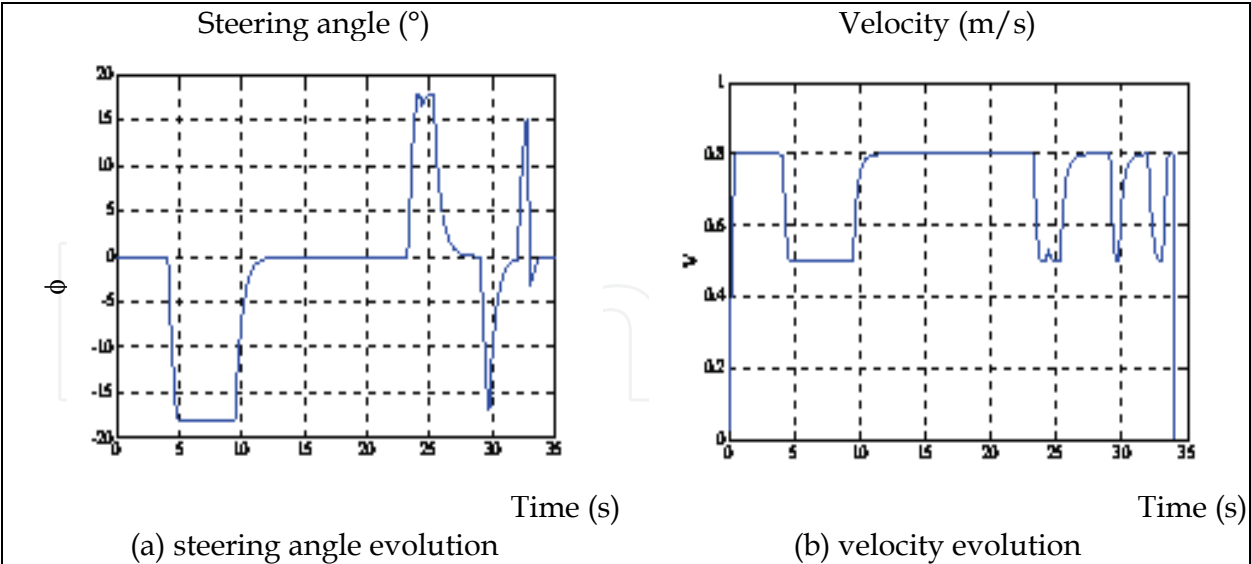 Steering angle (°)
Velocity (m/s)
20
15
10
5
0
-5
-10
-15
-20
ϕ
0 5 10 15 20 25 30 35
Time (s)
(a) steering angle evolution
1
0.8
0.6
0.4
0.2
0
v
0 5 10 15 20 25 30 35
Time (s)
(b) velocity evolution